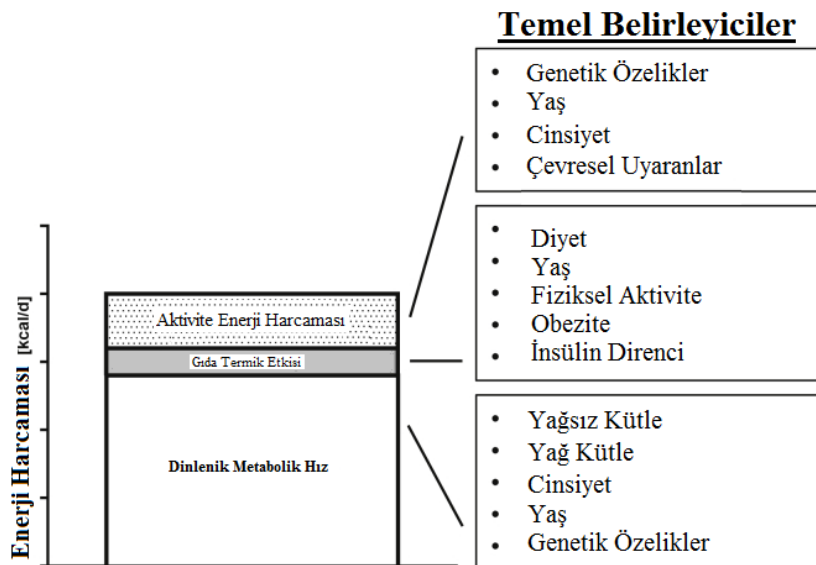 Temel Belirleyiciler
• Genetik Özelikler
• Yaş
• Cinsiyet
• Çevresel Uyaranlar
• Diyet
• Yaş
• Fiziksel Aktivite
• Obezite
• İnsülin Direnci
• Yağsız Kütle
• Yağ Kütle
• Cinsiyet
• Yaş
• Genetik Özelikler
Enerji Harcaması [kcal/d]
Aktivite Enerji Harcaması
Gıda Termik Etkisi
Dinlenik Metabolik Hız